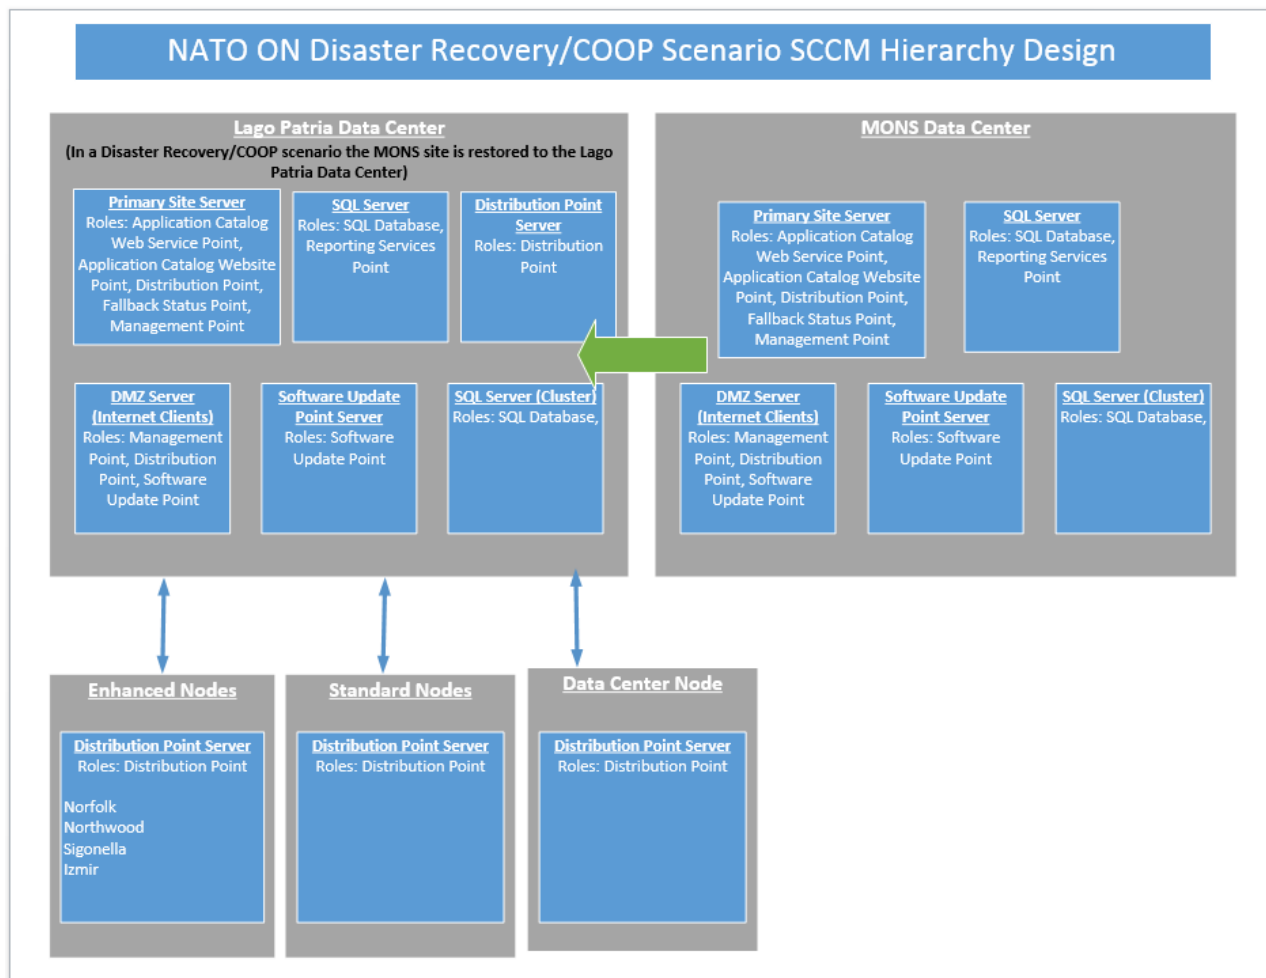 NATO ON Disaster Recovery/COOP Scenario SCCM Hierarchy Design
Lago Patria Data Center
(In a Disaster Recovery/COOP scenario the MONS site is restored to the Lago
Patria Data Center)
Primary Site Server
Roles: Application Catalog
Web Service Point,
Application Catalog Website
Point, Distribution Point,
Fallback Status Point,
Management Point
SQL Server
Roles: SQL Database,
Reporting Services
Point
Distribution Point
Server
Roles: Distribution
Point
DMZ Server
(Internet Clients)
Roles: Management
Point, Distribution
Point, Software
Update Point
Software Update
Point Server
Roles: Software
Update Point
SQL Server (Cluster)
Roles: SQL Database,
MONS Data Center
Primary Site Server
Roles: Application Catalog
Web Service Point,
Application Catalog Website
Point, Distribution Point,
Fallback Status Point,
Management Point
SQL Server
Roles: SQL Database,
Reporting Services
Point
DMZ Server
(Internet Clients)
Roles: Management
Point, Distribution
Point, Software
Update Point
Software Update
Point Server
Roles: Software
Update Point
SQL Server (Cluster)
Roles: SQL Database,
Enhanced Nodes
Distribution Point Server
Roles: Distribution Point
Norfolk
Northwood
Sigonella
Izmir
Standard Nodes
Distribution Point Server
Roles: Distribution Point
Data Center Node
Distribution Point Server
Roles: Distribution Point